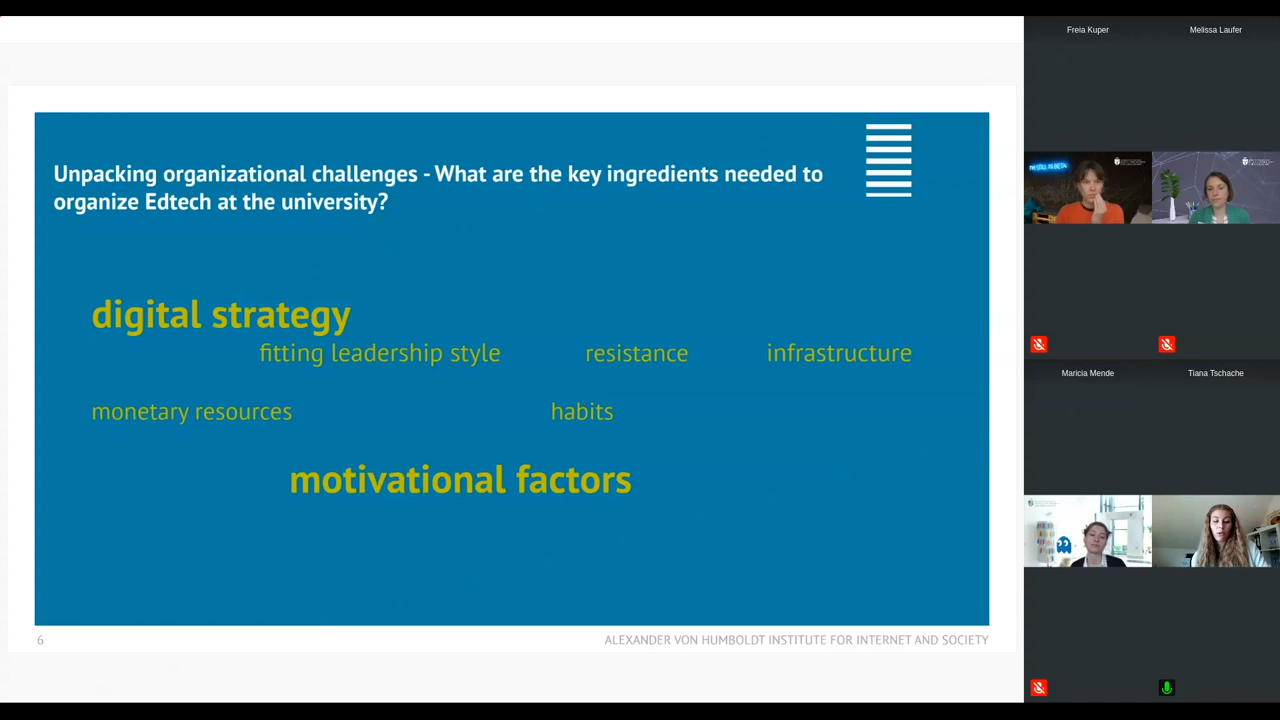 Freia Kuper
Melissa Laufer
Unpacking organizational challenges - What are the key ingredients needed to
organize Edtech at the university?
digital strategy
fitting leadership style
resistance
infrastructure
monetary resources
habits
motivational factors
6
ALEXANDER VON HUMBOLDT INSTITUTE FOR INTERNET AND SOCIETY
Maricia Mende
Tiana Tschache